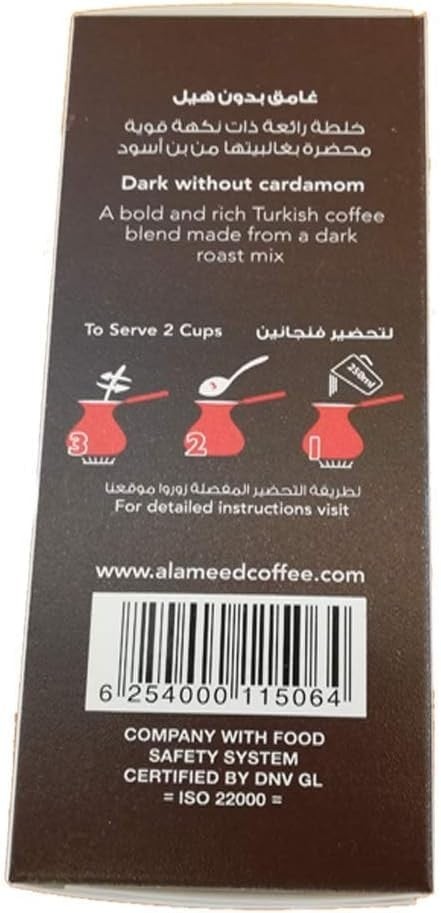 غامق بدون هيل
خلطة رائعة ذات نكهة قوية
محضرة بغالبيتها من بن أسود
Dark without cardamom
A bold and rich Turkish coffee
blend made from a dark
roast mix
To Serve 2 Cups لتحضير فنجانين
250ml
3
3 2 1
لطريقة التحضير المفصلة زوروا موقعنا
For detailed instructions visit
www.alameedcoffee.com
6 254000 115064
COMPANY WITH FOOD
SAFETY SYSTEM
CERTIFIED BY DNV GL
= ISO 22000 =